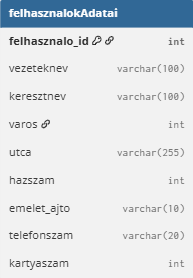 felhasznalokAdatai
felhasznalo_id int
vezeteknev varchar(100)
keresztnev varchar(100)
varos int
utca varchar(255)
hazszam int
emelet_ajto varchar(10)
telefonszam varchar(20)
kartyaszam int